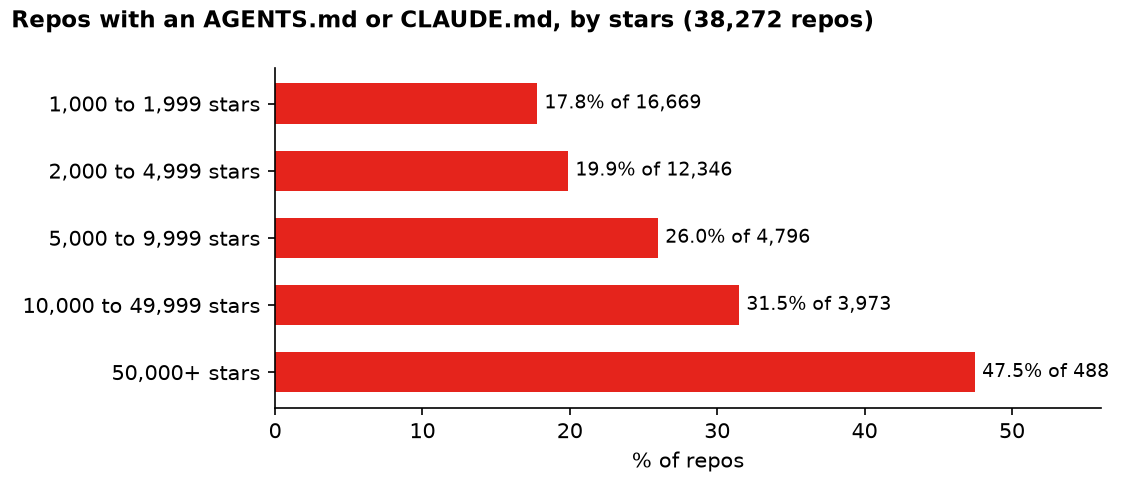 Repos with an AGENTS.md or CLAUDE.md, by stars (38,272 repos)
1,000 to 1,999 stars 17.8% of 16,669
2,000 to 4,999 stars 19.9% of 12,346
5,000 to 9,999 stars 26.0% of 4,796
10,000 to 49,999 stars 31.5% of 3,973
50,000+ stars 47.5% of 488
0 10 20 30 40 50
% of repos